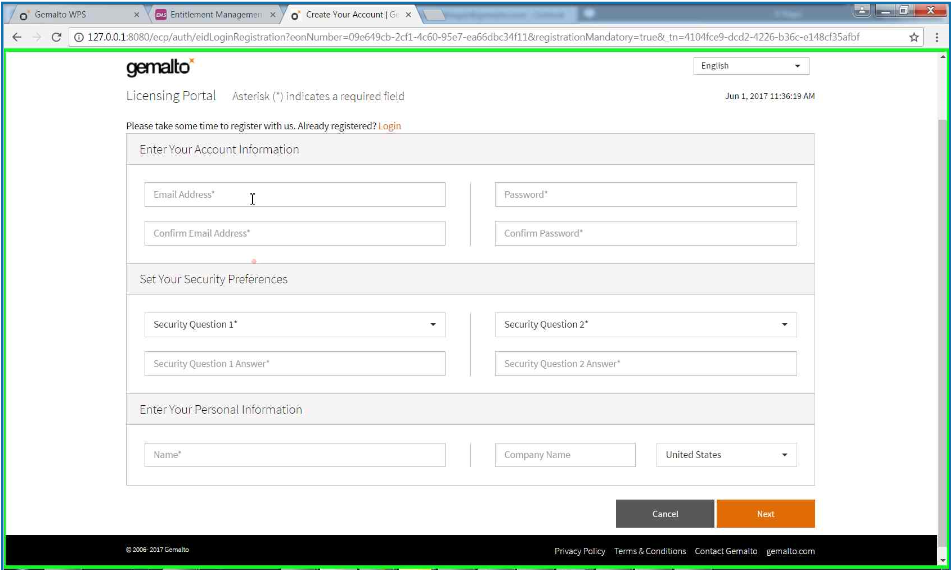 Gemalto WPS
Entitlement Management
Create Your Account | Ge
127.0.0.1:8080/ecp/auth/eidLoginRegistration?eonNumber=09e649cb-2cf1-4c60-95e7-ea66dbc34f11&registrationMandatory=true&_tn=4104fce9-dcd2-4226-b36c-e148cf35afbf
gemalto
English
Licensing Portal Asterisk (*) indicates a required field
Jun 1, 2017 11:36:19 AM
Please take some time to register with us. Already registered? Login
Enter Your Account Information
Email Address*
Password*
Confirm Email Address*
Confirm Password*
Set Your Security Preferences
Security Question 1*
Security Question 2*
Security Question 1 Answer*
Security Question 2 Answer*
Enter Your Personal Information
Name*
Company Name
United States
Cancel
Next
© 2006- 2017 Gemalto
Privacy Policy Terms & Conditions Contact Gemalto gemalto.com